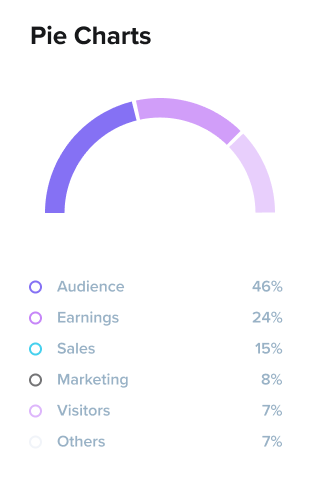 Pie Charts
Audience 46%
Earnings 24%
Sales 15%
Marketing 8%
Visitors 7%
Others 7%